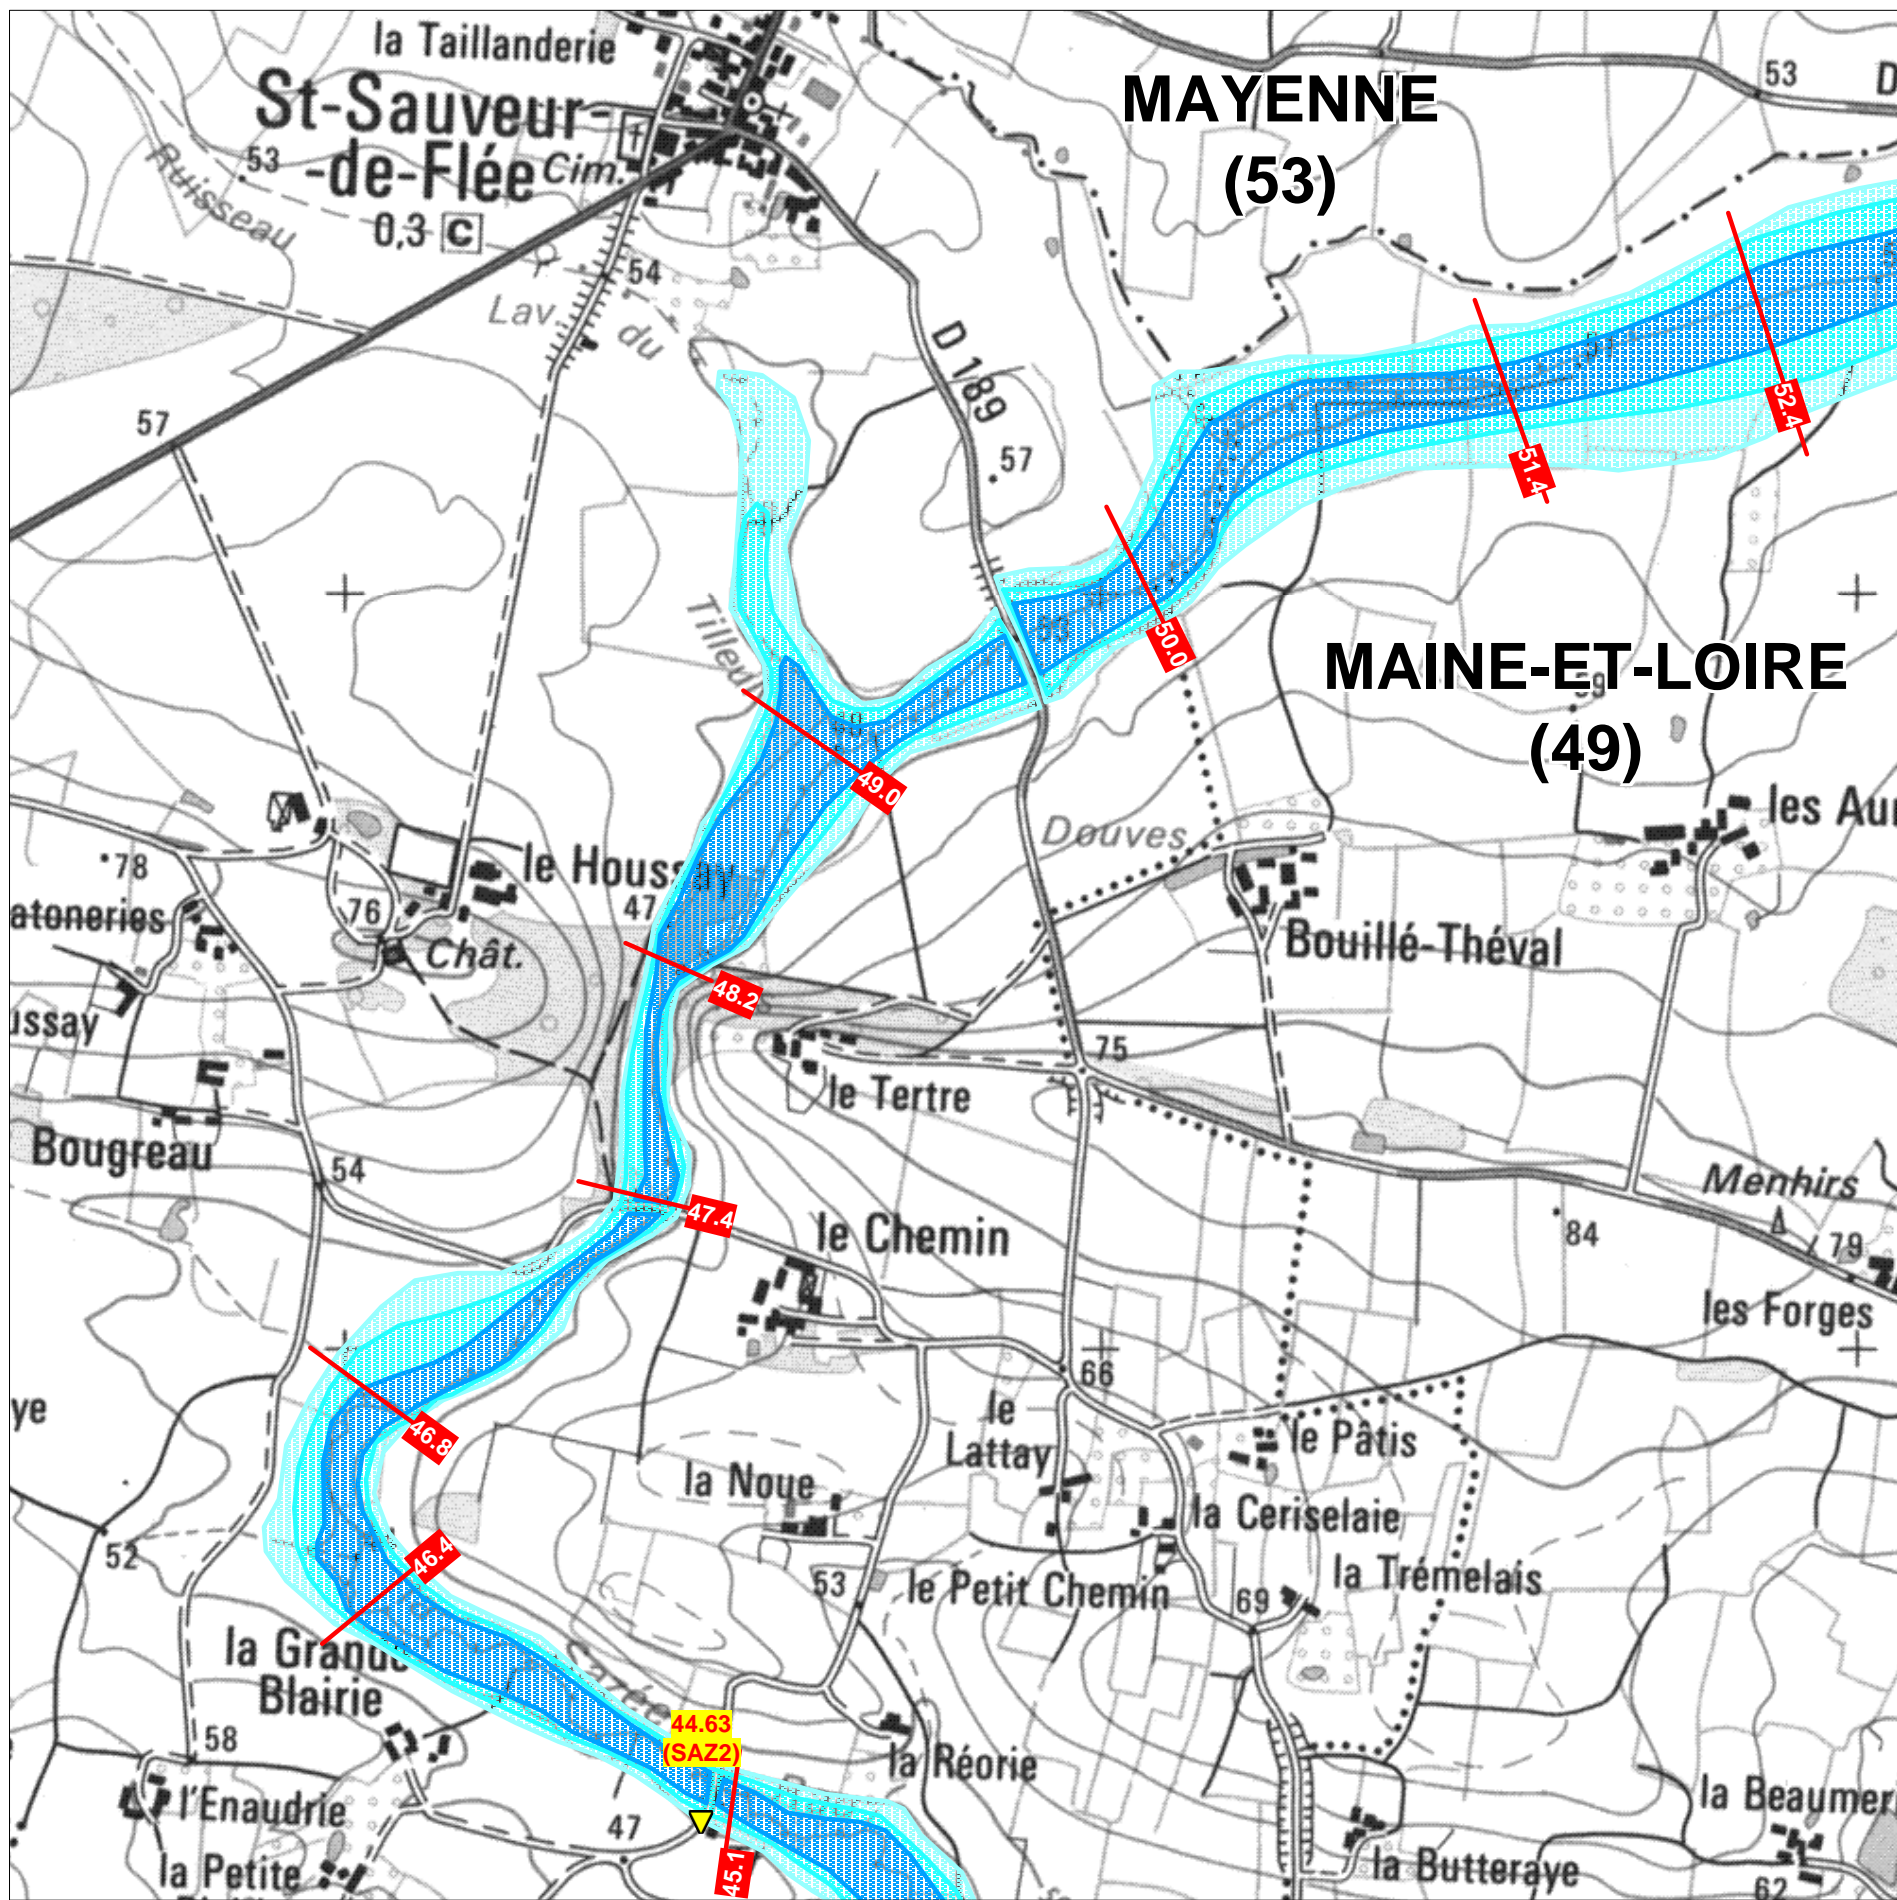 la Taillanderie
MAYENNE
(53)
53
D
St-Sauveur-
-de-Flée
Cim.
53
Ruisseau
0,3 C
54
Lav.
du
D 189
57
57
52.4
51.4
Tilleul
50.0
MAINE-ET-LOIRE
(49)
49.0
Douves
les Au
78
le Houss
47
76
atoneries
Chât.
Bouillé-Théval
48.2
ussay
75
le Tertre
Bougreau
54
Menhirs
47.4
le Chemin
84
79
les Forges
66
ye
46.8
le
Lattay
le Pâtis
la Noue
la Ceriselaie
46.4
52
53
le Petit Chemin
la Trémelais
69
la Grande
Blairie
Sazée
44.63
(SAZ2)
58
la Réorie
l'Enaudrie
47
la Beaumer
la Petite
45.1
la Butteraye
62